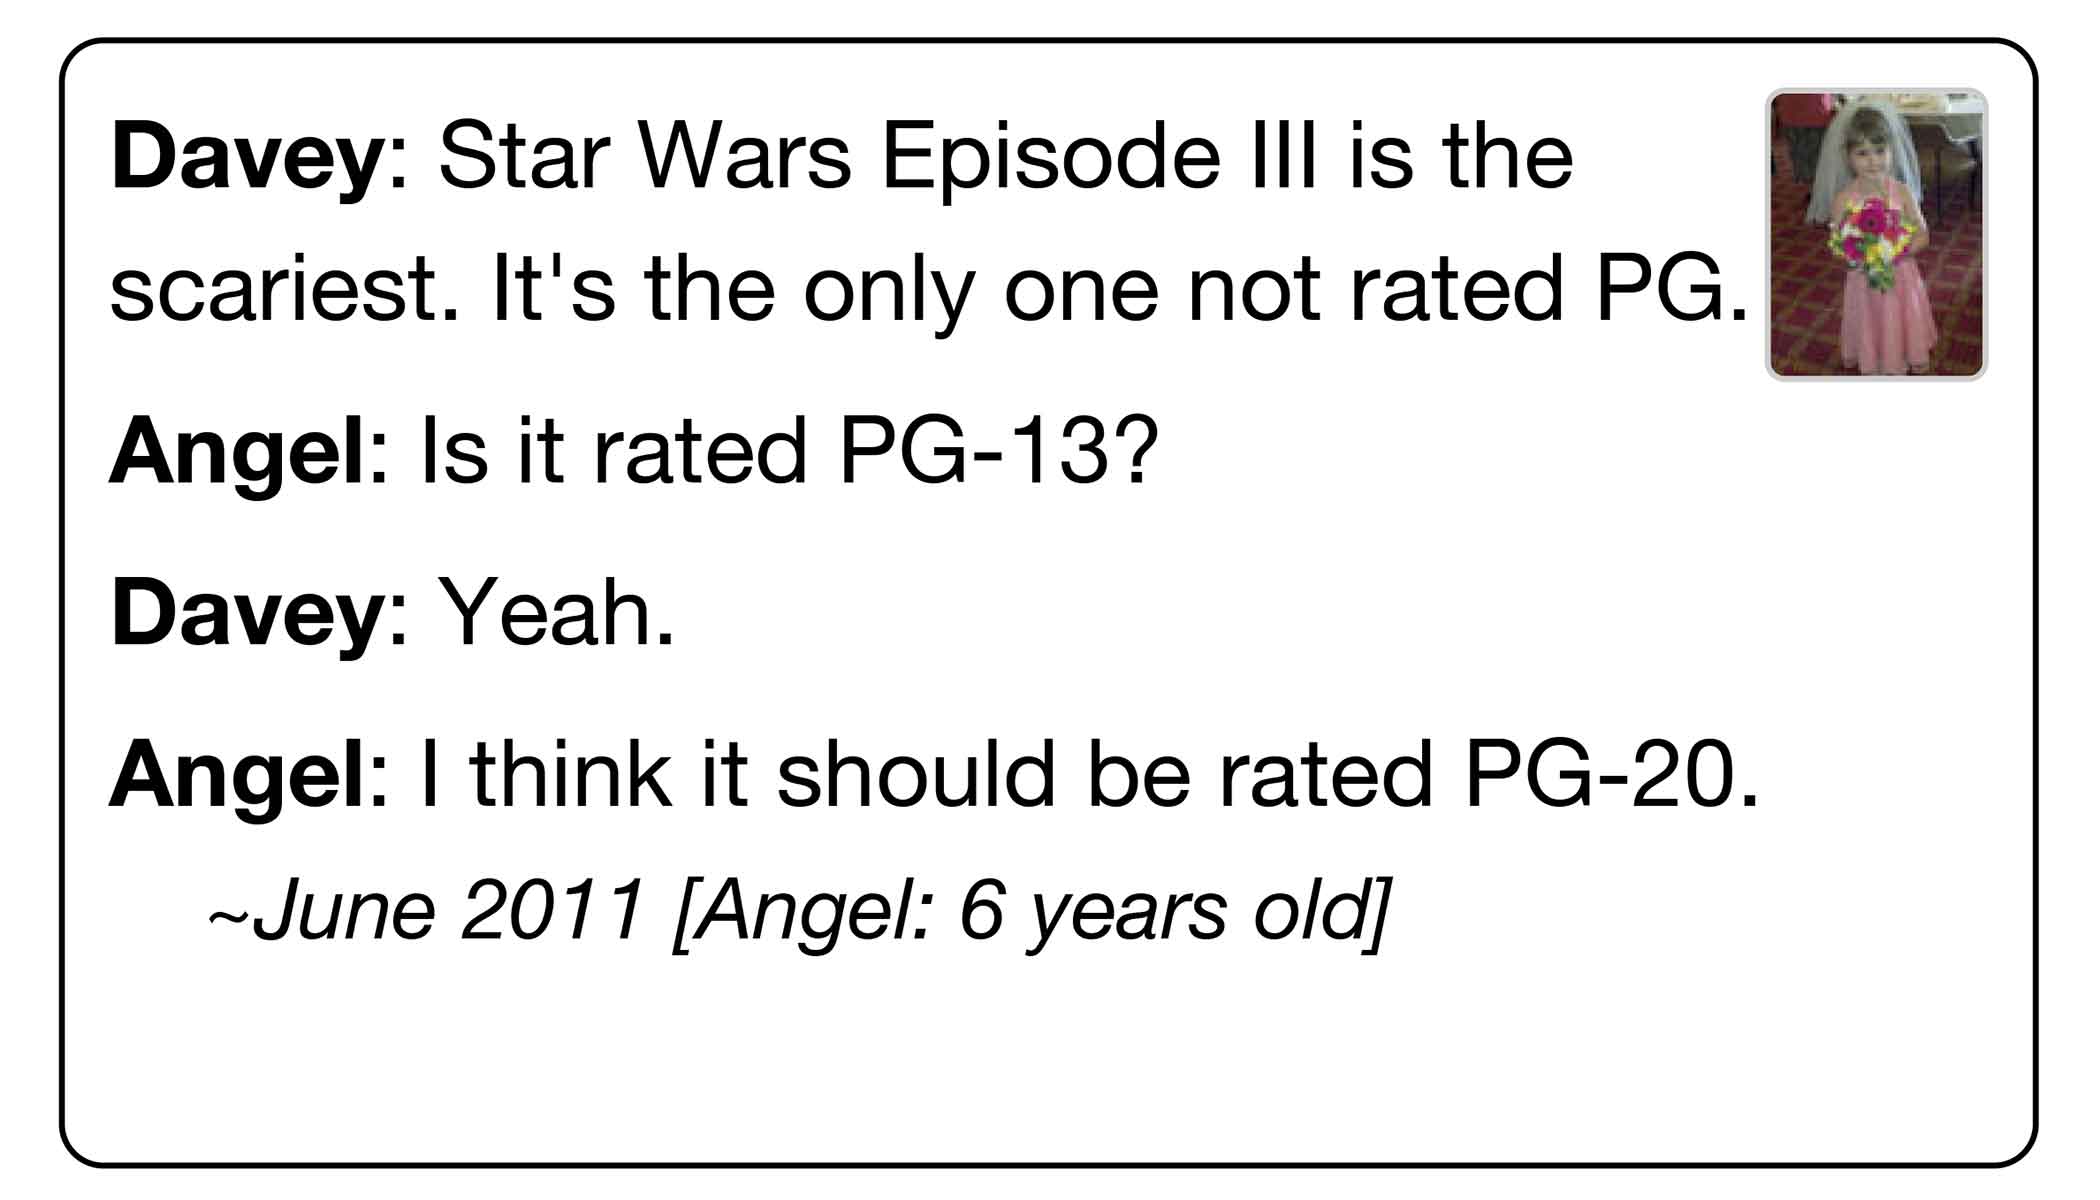 Davey: Star Wars Episode III is the
scariest. It's the only one not rated PG.
Angel: Is it rated PG-13?
Davey: Yeah.
Angel: I think it should be rated PG-20.
~June 2011 [Angel: 6 years old]